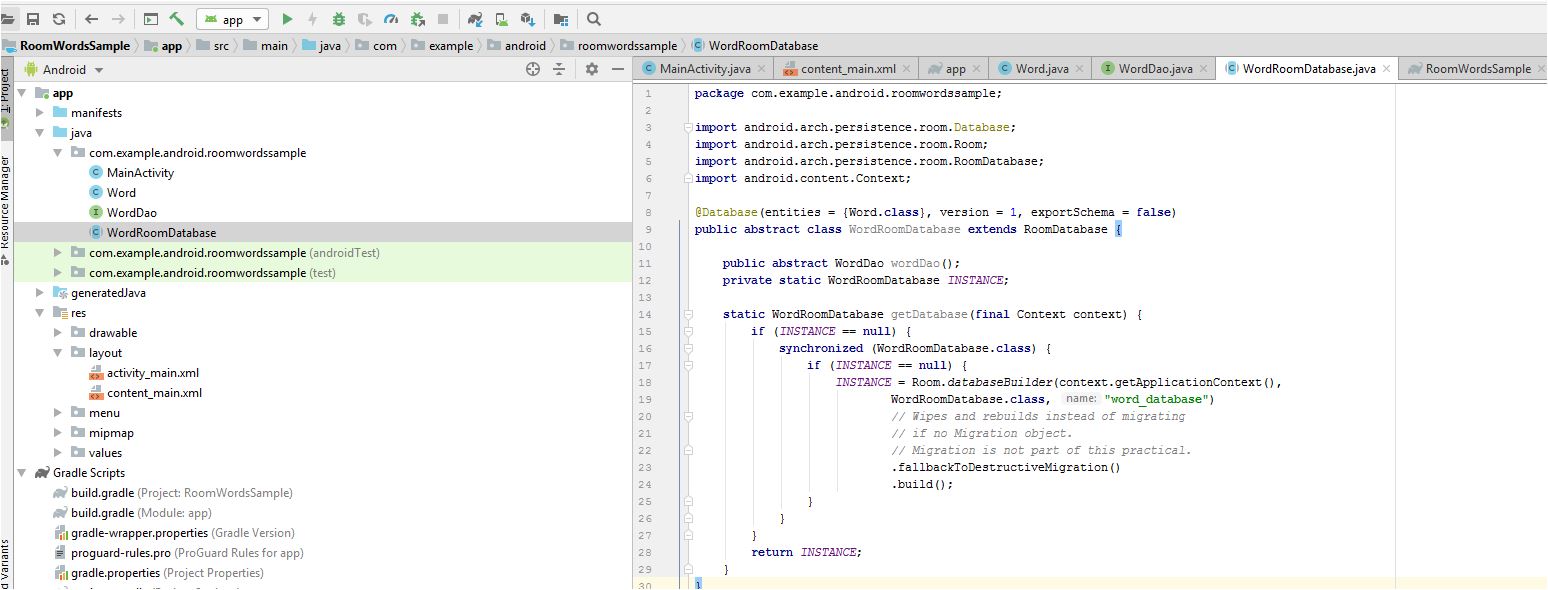 app
RoomWordsSample app src main java com example android roomwordssample WordRoomDatabase
1: Project
Resource Manager
Android
app
manifests
java
com.example.android.roomwordssample
MainActivity
Word
WordDao
WordRoomDatabase
com.example.android.roomwordssample (androidTest)
com.example.android.roomwordssample (test)
generatedJava
res
drawable
layout
activity_main.xml
content_main.xml
menu
mipmap
values
Gradle Scripts
build.gradle (Project: RoomWordsSample)
build.gradle (Module: app)
gradle-wrapper.properties (Gradle Version)
proguard-rules.pro (ProGuard Rules for app)
gradle.properties (Project Properties)
MainActivity.java content_main.xml app Word.java WordDao.java WordRoomDatabase.java RoomWordsSample
1 package com.example.android.roomwordssample;
2
3 import android.arch.persistence.room.Database;
4 import android.arch.persistence.room.Room;
5 import android.arch.persistence.room.RoomDatabase;
6 import android.content.Context;
7
8 @Database(entities = {Word.class}, version = 1, exportSchema = false)
9 public abstract class WordRoomDatabase extends RoomDatabase {
10
11 public abstract WordDao wordDao();
12 private static WordRoomDatabase INSTANCE;
13
14 static WordRoomDatabase getDatabase(final Context context) {
15 if (INSTANCE == null) {
16 synchronized (WordRoomDatabase.class) {
17 if (INSTANCE == null) {
18 INSTANCE = Room.databaseBuilder(context.getApplicationContext(),
19 WordRoomDatabase.class, name: "word_database")
20 // Wipes and rebuilds instead of migrating
21 // if no Migration object.
22 // Migration is not part of this practical.
23 .fallbackToDestructiveMigration()
24 .build();
25 }
26 }
27 }
28 return INSTANCE;
29 }
30 }